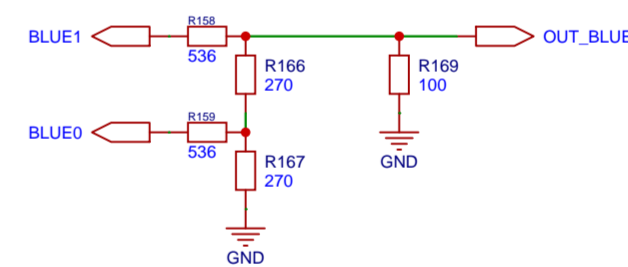 R158
BLUE1
536
OUT_BLUE
R166
270
R169
100
R159
BLUE0
536
GND
R167
270
GND